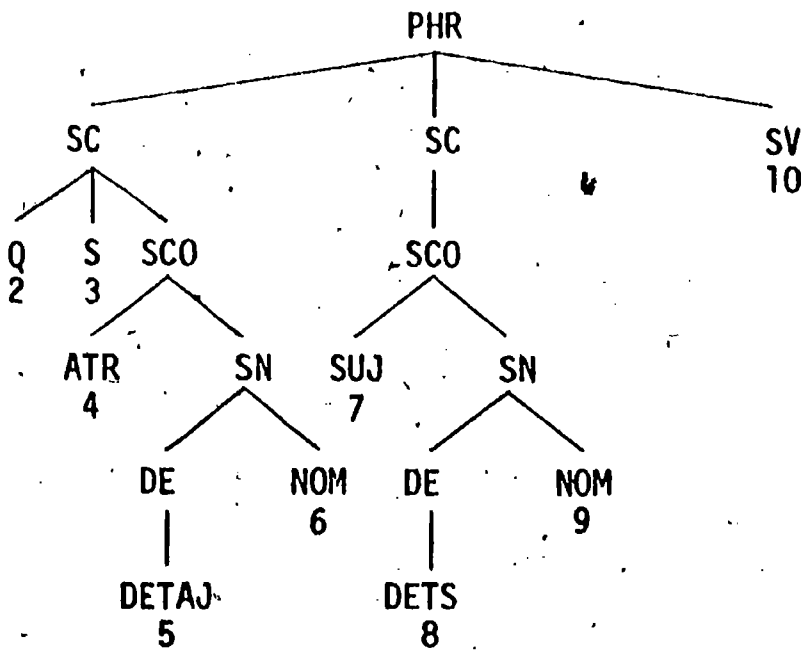 PHR
SC SC SV
10
Q S SCO SCO
2 3
ATR SN SUJ SN
4 7
DE NOM DE NOM
6 9
DETAJ DETS
5 8